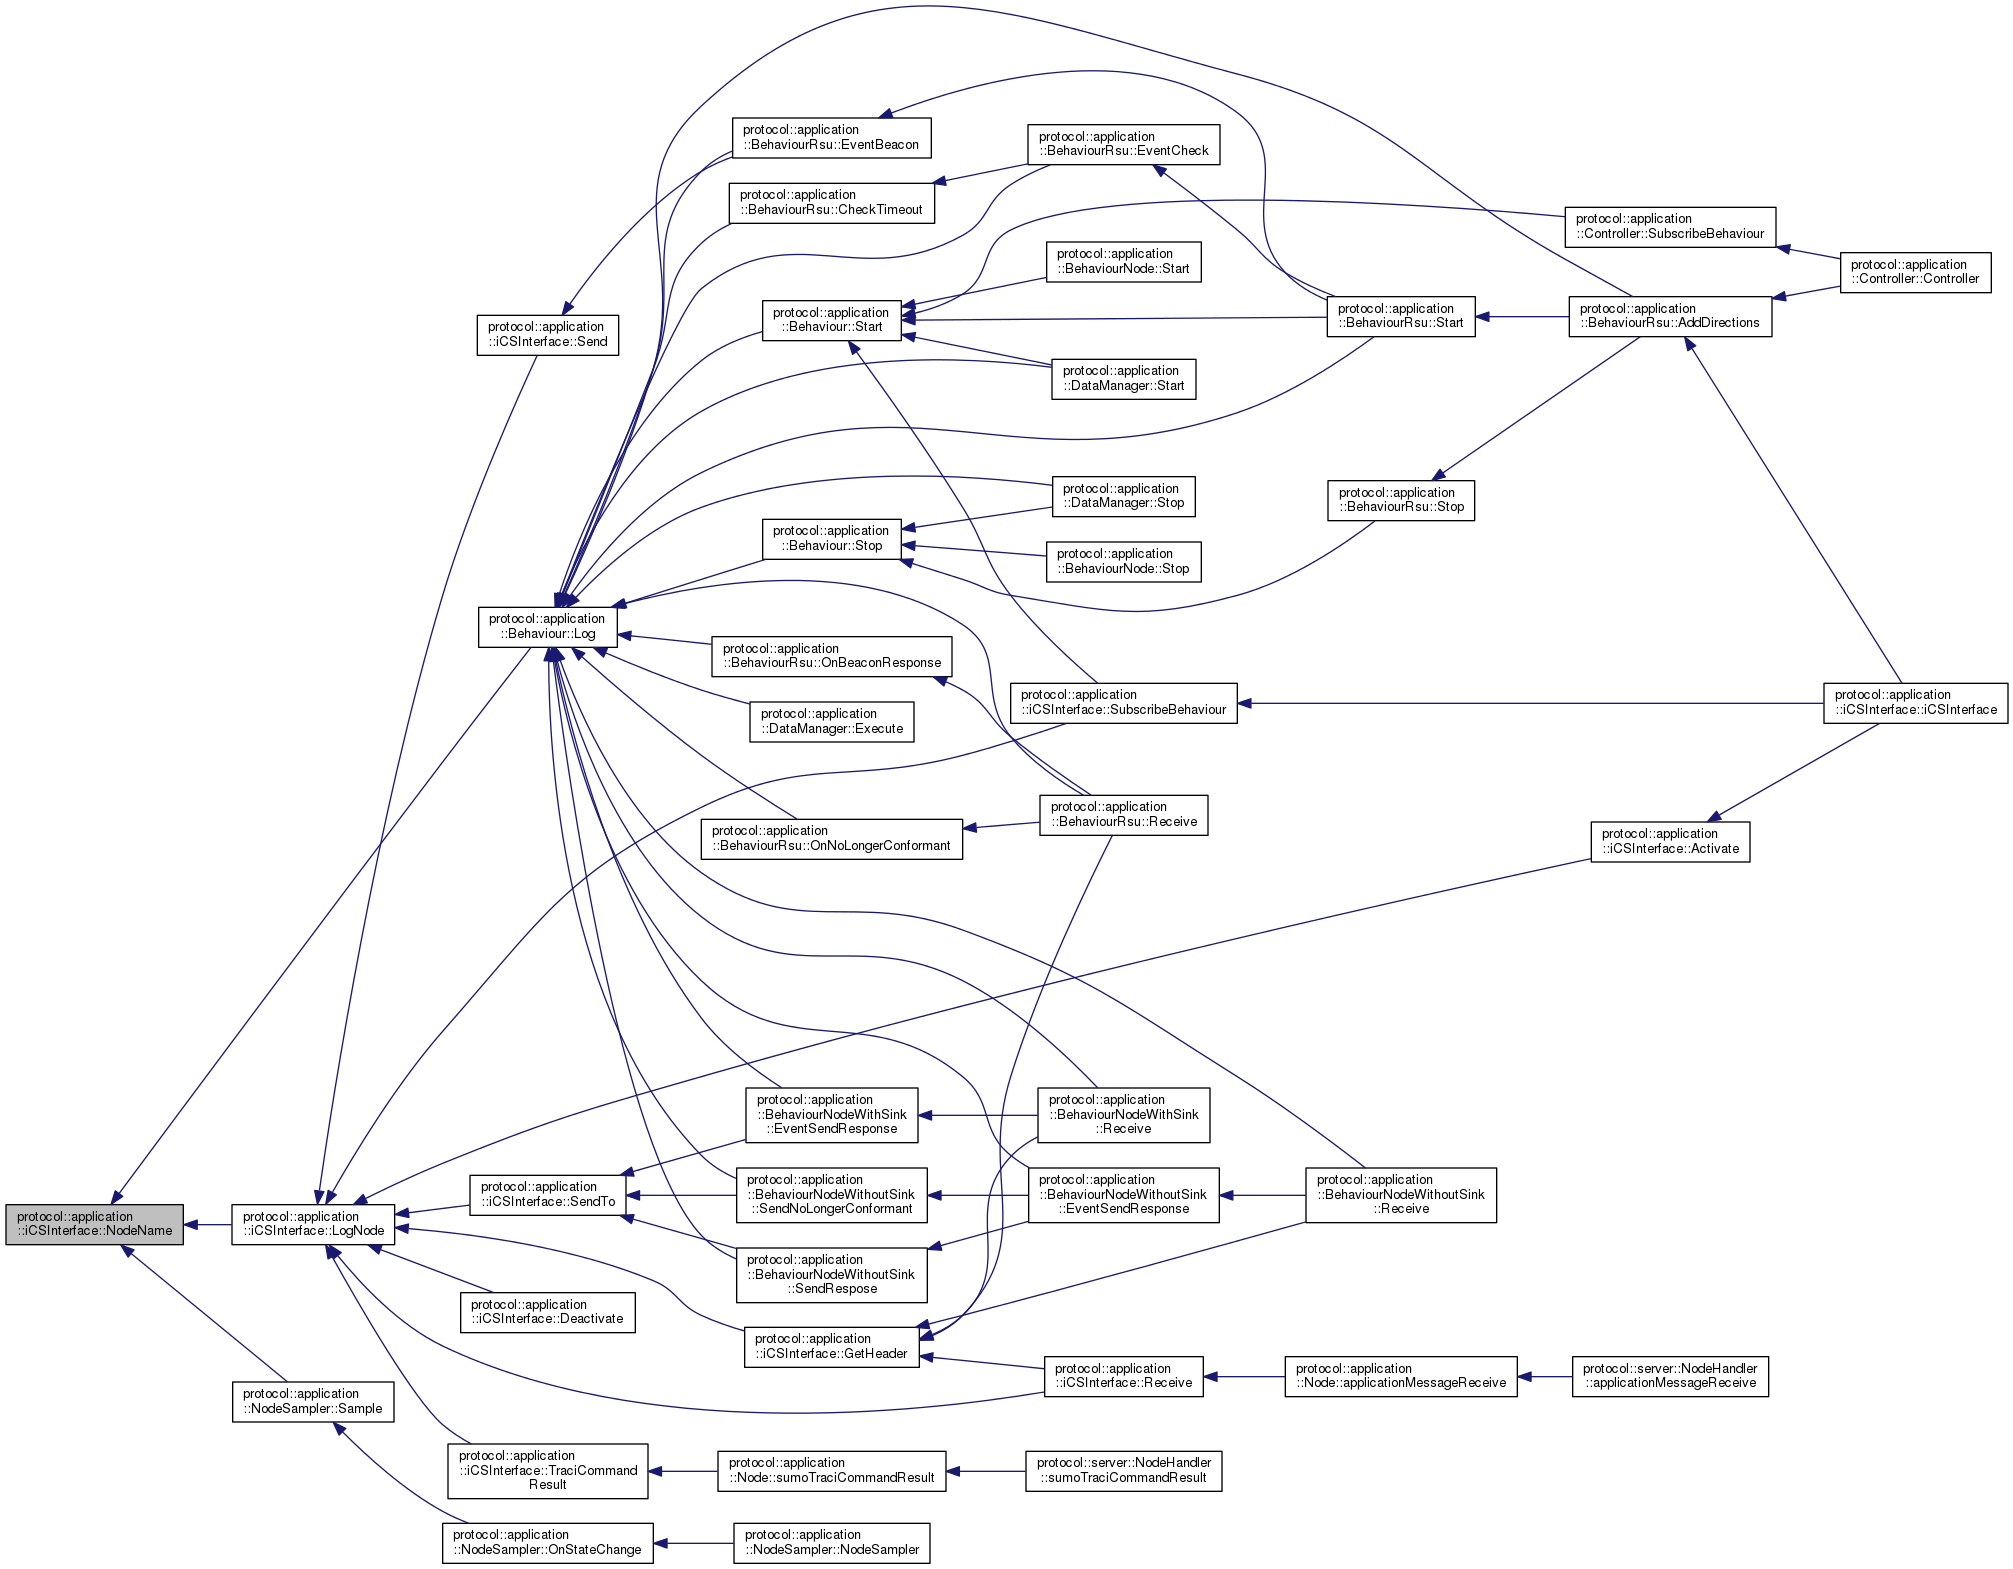 protocol::application
::BehaviourRsu::EventBeacon
protocol::application
::BehaviourRsu::EventCheck
protocol::application
::BehaviourRsu::CheckTimeout
protocol::application
::Controller::SubscribeBehaviour
protocol::application
::BehaviourNode::Start
protocol::application
::Controller::Controller
protocol::application
::iCSInterface::Send
protocol::application
::Behaviour::Start
protocol::application
::BehaviourRsu::Start
protocol::application
::BehaviourRsu::AddDirections
protocol::application
::DataManager::Start
protocol::application
::DataManager::Stop
protocol::application
::BehaviourRsu::Stop
protocol::application
::Behaviour::Stop
protocol::application
::BehaviourNode::Stop
protocol::application
::Behaviour::Log
protocol::application
::BehaviourRsu::OnBeaconResponse
protocol::application
::iCSInterface::SubscribeBehaviour
protocol::application
::iCSInterface::iCSInterface
protocol::application
::DataManager::Execute
protocol::application
::BehaviourRsu::Receive
protocol::application
::BehaviourRsu::OnNoLongerConformant
protocol::application
::iCSInterface::Activate
protocol::application
::BehaviourNodeWithSink
::EventSendResponse
protocol::application
::BehaviourNodeWithSink
::Receive
protocol::application
::iCSInterface::SendTo
protocol::application
::BehaviourNodeWithoutSink
::SendNoLongerConformant
protocol::application
::BehaviourNodeWithoutSink
::EventSendResponse
protocol::application
::BehaviourNodeWithoutSink
::Receive
protocol::application
::iCSInterface::NodeName
protocol::application
::iCSInterface::LogNode
protocol::application
::BehaviourNodeWithoutSink
::SendRespose
protocol::application
::iCSInterface::Deactivate
protocol::application
::iCSInterface::GetHeader
protocol::application
::iCSInterface::Receive
protocol::application
::Node::applicationMessageReceive
protocol::server::NodeHandler
::applicationMessageReceive
protocol::application
::NodeSampler::Sample
protocol::application
::iCSInterface::TraciCommand
Result
protocol::application
::Node::sumoTraciCommandResult
protocol::server::NodeHandler
::sumoTraciCommandResult
protocol::application
::NodeSampler::OnStateChange
protocol::application
::NodeSampler::NodeSampler